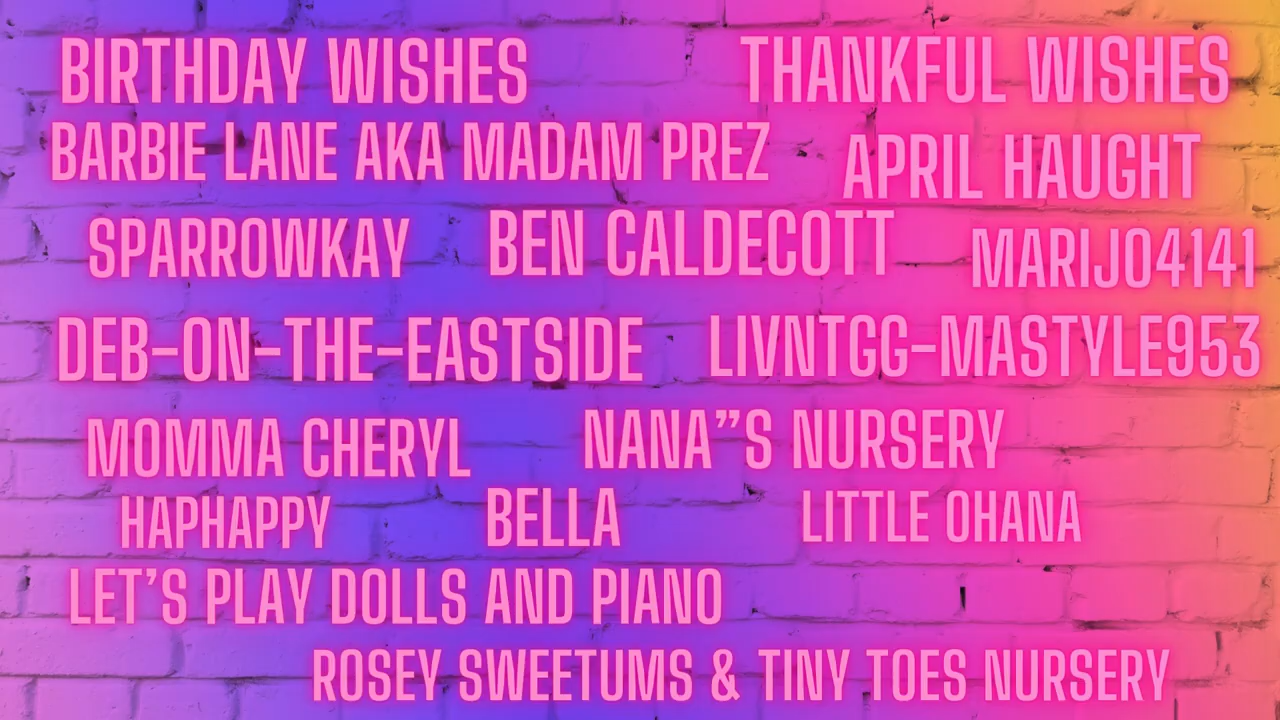 BIRTHDAY WISHES THANKFUL WISHES
BARBIE LANE AKA MADAM PREZ APRIL HAUGHT
SPARROWKAY BEN CALDECOTT MARIJO4141
DEB-ON-THE-EASTSIDE LIVNTGG-MASTYLE953
MOMMA CHERYL NANA”S NURSERY
HAPHAPPY BELLA LITTLE OHANA
LET’S PLAY DOLLS AND PIANO
ROSEY SWEETUMS & TINY TOES NURSERY